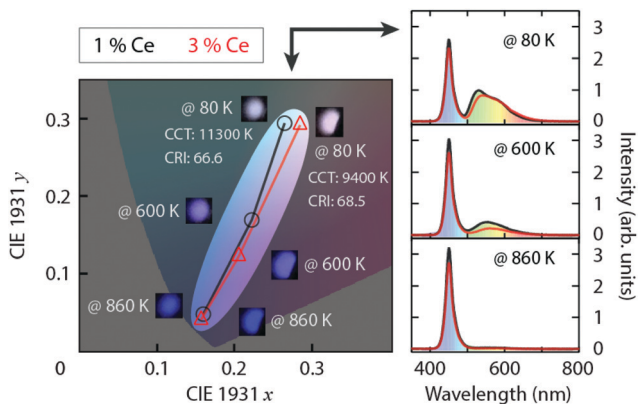 1 % Ce 3 % Ce
@ 80 K
CCT: 11300 K
CRI: 66.6
@ 80 K
CCT: 9400 K
CRI: 68.5
@ 600 K
@ 600 K
@ 860 K
@ 860 K
0.3
0.2
0.1
0
0.1
0.2
0.3
CIE 1931 y
CIE 1931 x
@ 80 K
3
2
1
0
@ 600 K
3
2
1
0
@ 860 K
3
2
1
0
400
600
800
Wavelength (nm)
Intensity (arb. units)